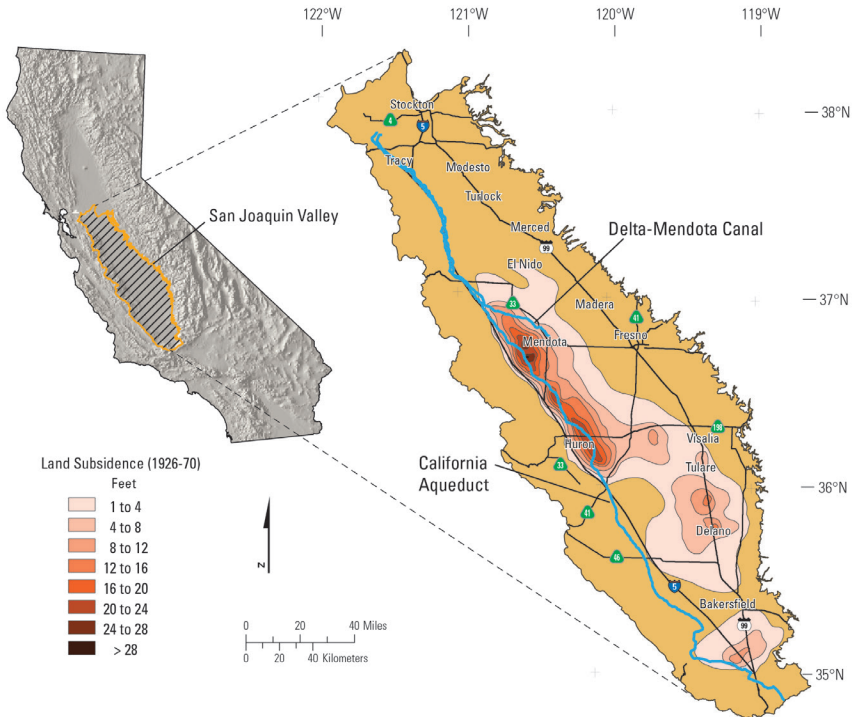 122°W
121°W
120°W
119°W
Stockton
4
5
38°N
Tracy
Modesto
Turlock
San Joaquin Valley
Merced
Delta-Mendota Canal
99
El Nido
37°N
33
Madera
41
Fresno
Mendota
198
Huron
Visalia
Land Subsidence (1926-70)
Feet
1 to 4
4 to 8
8 to 12
12 to 16
16 to 20
20 to 24
24 to 28
> 28
California
Aqueduct
33
Tulare
36°N
41
Delano
46
N
5
Bakersfield
99
0 20 40 Miles
0 20 40 Kilometers
35°N